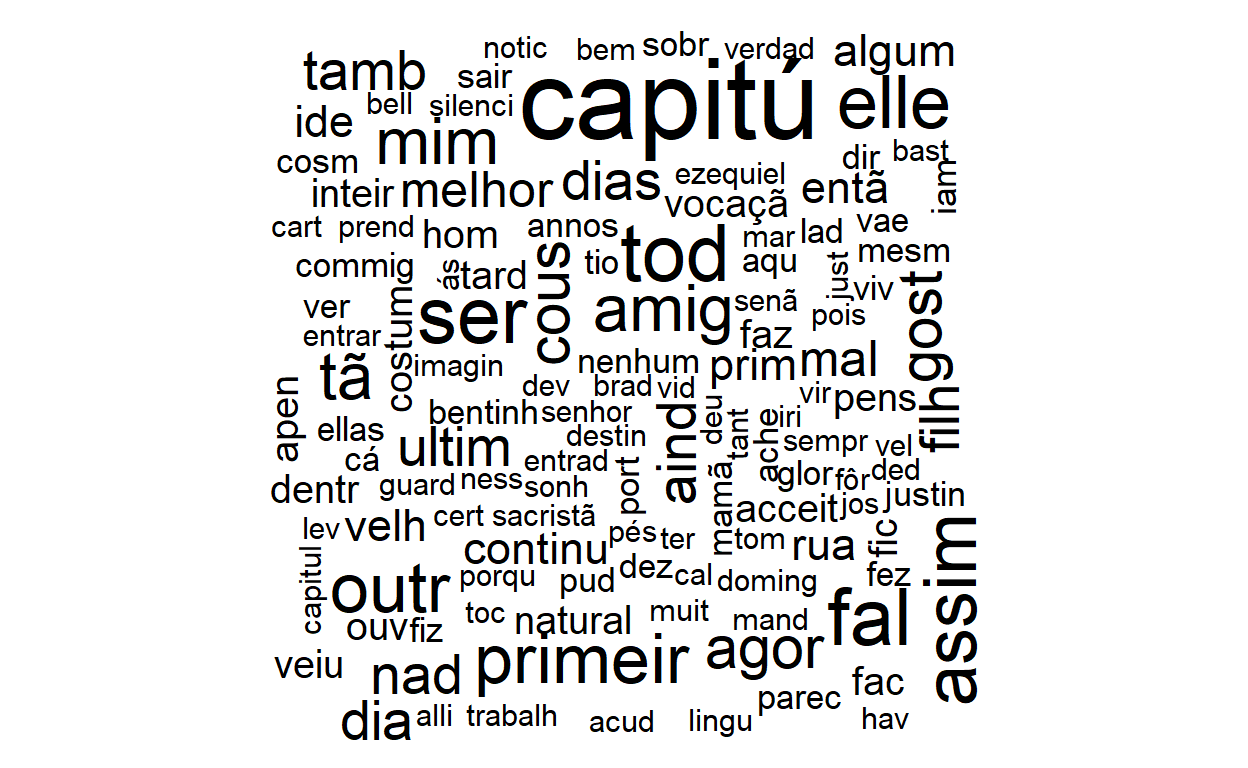 notic bem sobr verdad algum
tamb sair capitú elle
bell silenci
ide mim dir bast
cosm dias ezequiel entã iam
inteir melhor vocaçã
cart prend hom annos mar lad vae
commig ás tard cous tio tod aqu just mesm
ver ser amig senã viv gost
entrar costum faz pois
tã imagin nenhum prim mal
apen dev brad vid vir pens filh
bentinh senhor aind deu tant ache iri
ellas ultim destin sempr vel
cá entrad port glor fôr ded
dentr guard ness sonh mamã acceit jos justin
lev velh cert sacristã pés ter tom rua fic assim
capitul continu
outr porqu pud dez cal doming fez
ouv fiz toc natural muit mand fal
veiu nad primeir agor fac
dia alli trabalh acud lingu parec hav